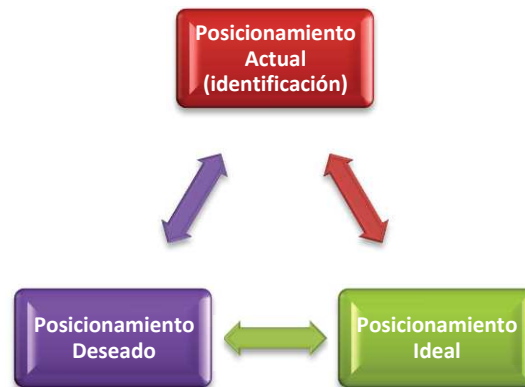 Posicionamiento
Actual
(identificación)
Posicionamiento
Deseado
Posicionamiento
Ideal